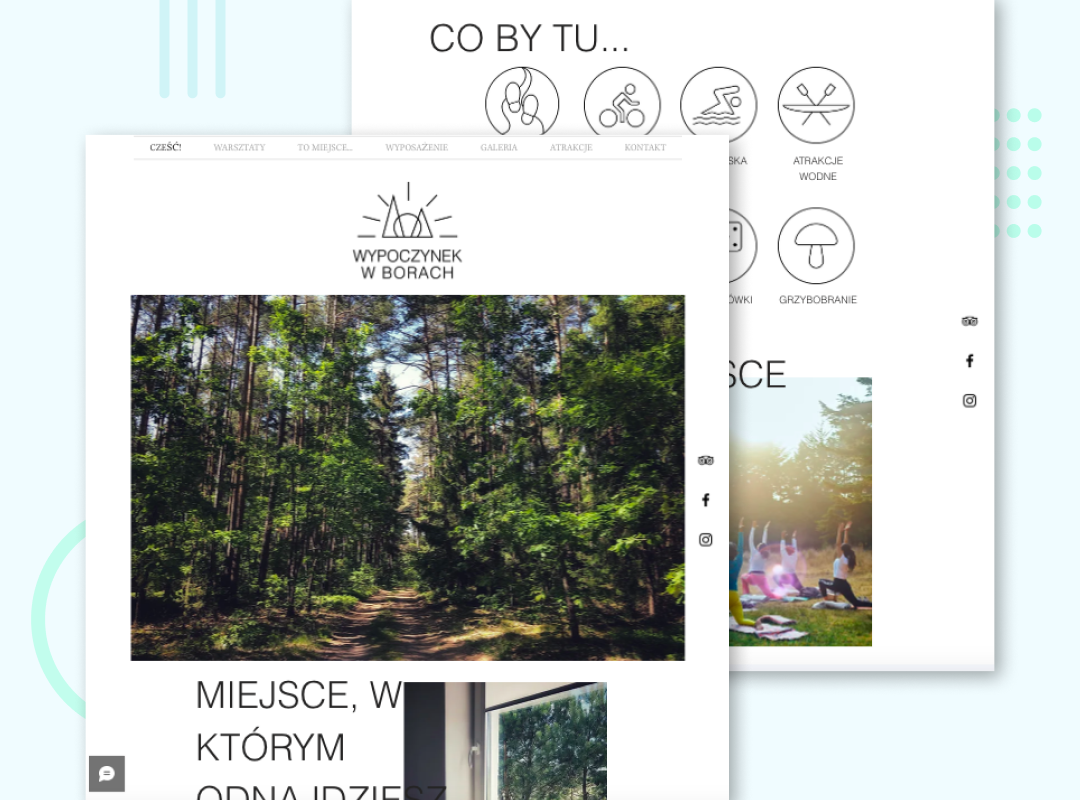 CO BY TU...
SKA
ATRAKCJE
WODNE
ÓWKI
GRZYBOBRANIE
SCE
CZEŚĆ!
WARSZTATY
TO MIEJSCE...
WYPOSAŻENIE
GALERIA
ATRAKCJE
KONTAKT
WYPOCZYNEK
W BORACH
MIEJSCE, W
KTÓRYM
ODNAJDZIESZ